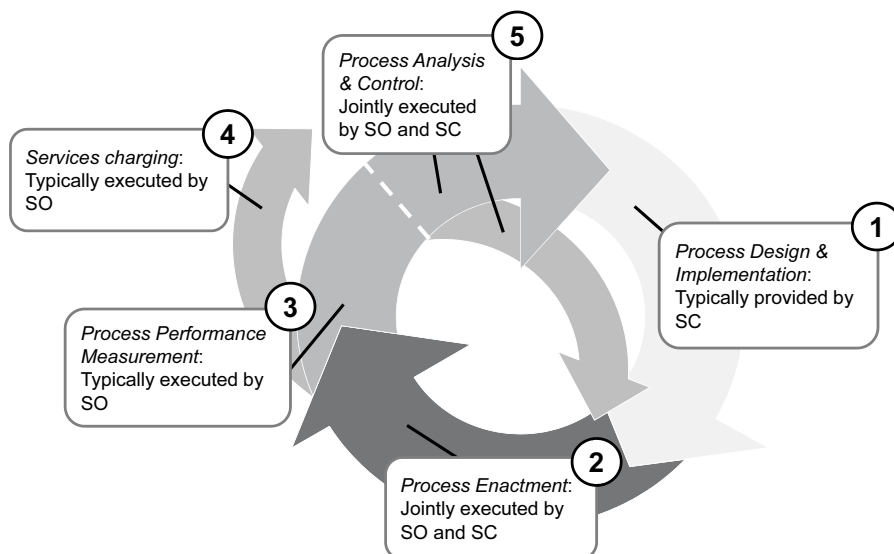 5
Process Analysis
& Control:
Jointly executed
by SO and SC
4
Services charging:
Typically executed by
SO
1
Process Design &
Implementation:
Typically provided by
SC
3
Process Performance
Measurement:
Typically executed by
SO
2
Process Enactment:
Jointly executed by
SO and SC